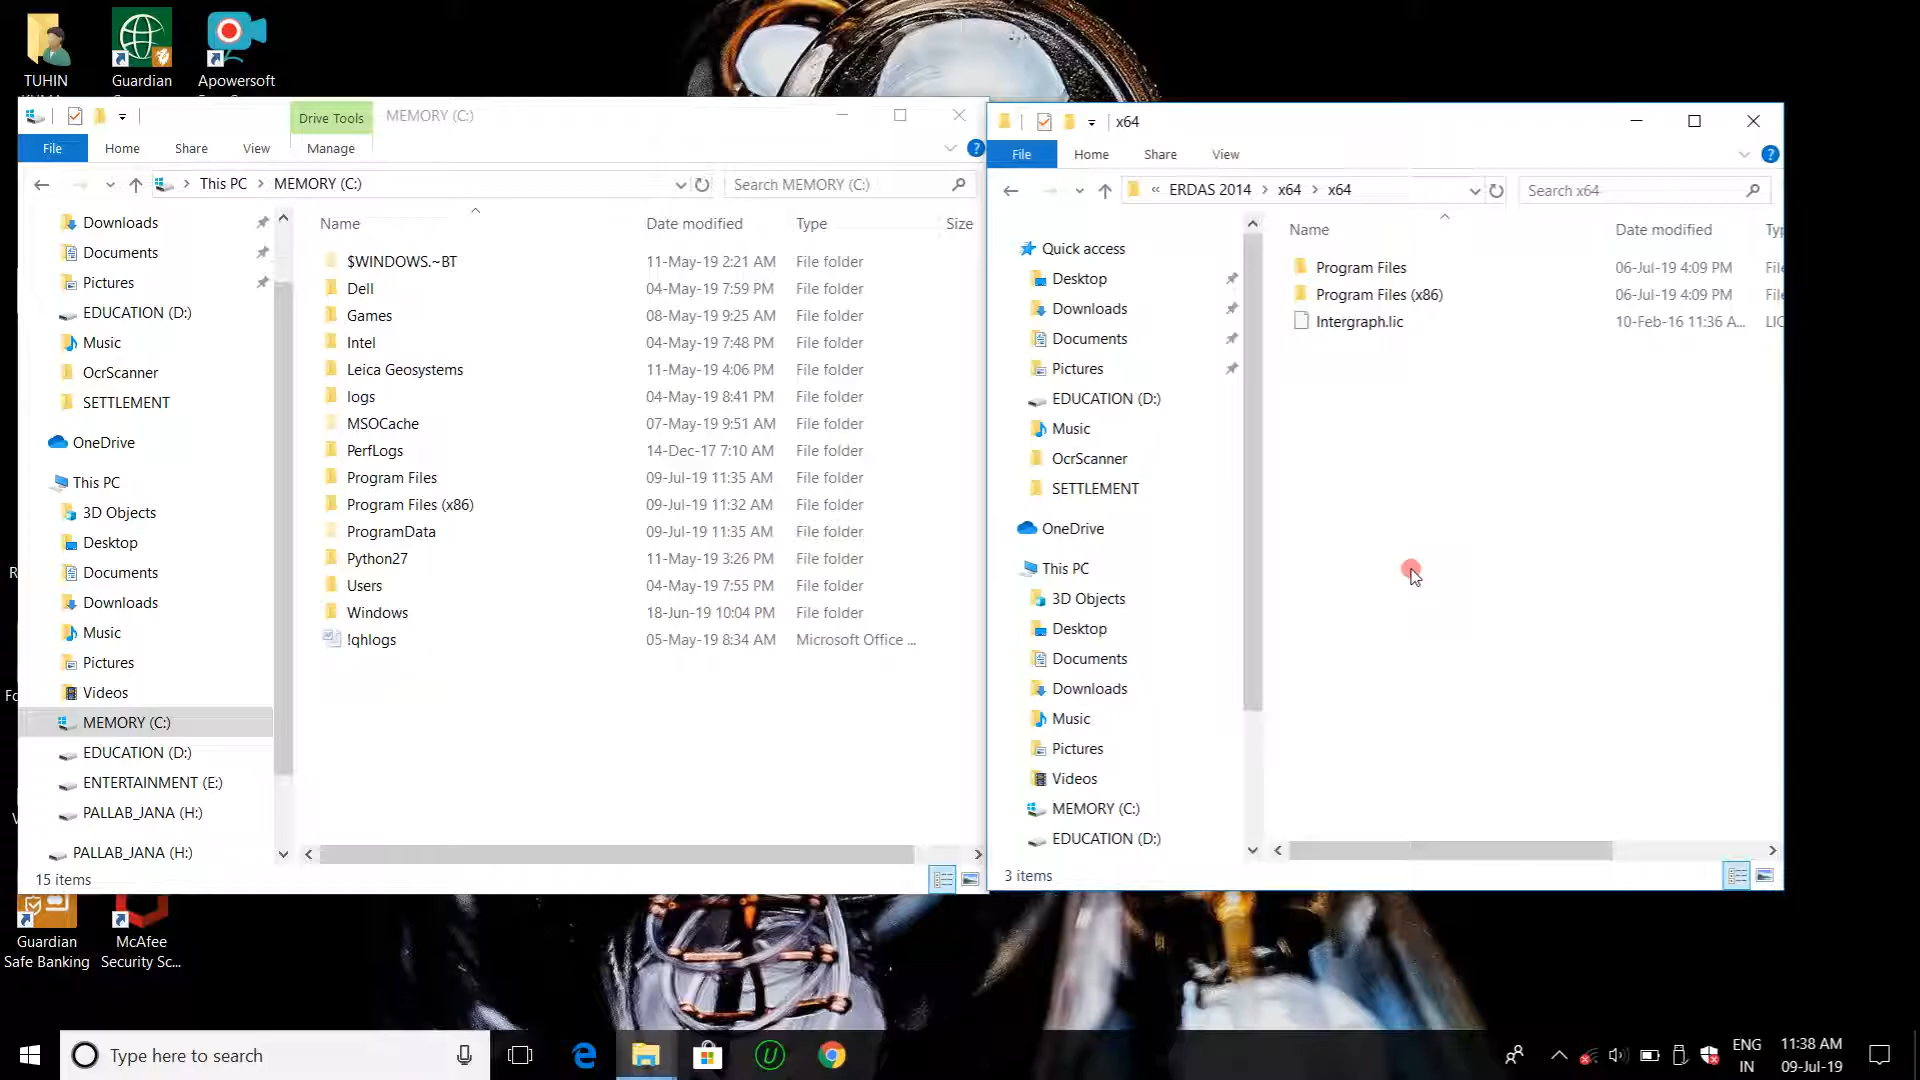 TUHIN
Guardian
Apowersoft
Drive Tools
MEMORY (C:)
File
Home
Share
View
Manage
This PC
MEMORY (C:)
Search MEMORY (C:)
Name
Date modified
Type
Size
Downloads
Documents
Pictures
EDUCATION (D:)
Music
OcrScanner
SETTLEMENT
OneDrive
This PC
3D Objects
Desktop
Documents
Downloads
Music
Pictures
Videos
MEMORY (C:)
EDUCATION (D:)
ENTERTAINMENT (E:)
PALLAB_JANA (H:)
PALLAB_JANA (H:)
$WINDOWS.~BT 11-May-19 2:21 AM File folder
Dell 04-May-19 7:59 PM File folder
Games 08-May-19 9:25 AM File folder
Intel 04-May-19 7:48 PM File folder
Leica Geosystems 11-May-19 4:06 PM File folder
logs 04-May-19 8:41 PM File folder
MSOCache 07-May-19 9:51 AM File folder
PerfLogs 14-Dec-17 7:10 AM File folder
Program Files 09-Jul-19 11:35 AM File folder
Program Files (x86) 09-Jul-19 11:32 AM File folder
ProgramData 09-Jul-19 11:35 AM File folder
Python27 11-May-19 3:26 PM File folder
Users 04-May-19 7:55 PM File folder
Windows 18-Jun-19 10:04 PM File folder
!qhlogs 05-May-19 8:34 AM Microsoft Office ...
15 items
x64
File
Home
Share
View
« ERDAS 2014 > x64 > x64
Search x64
Name
Date modified
Quick access
Desktop
Downloads
Documents
Pictures
EDUCATION (D:)
Music
OcrScanner
SETTLEMENT
OneDrive
This PC
3D Objects
Desktop
Documents
Downloads
Music
Pictures
Videos
MEMORY (C:)
EDUCATION (D:)
Program Files 06-Jul-19 4:09 PM
Program Files (x86) 06-Jul-19 4:09 PM
Intergraph.lic 10-Feb-16 11:36 A...
3 items
Guardian
Safe Banking
McAfee
Security Sc...
Type here to search
ENG
IN
11:38 AM
09-Jul-19